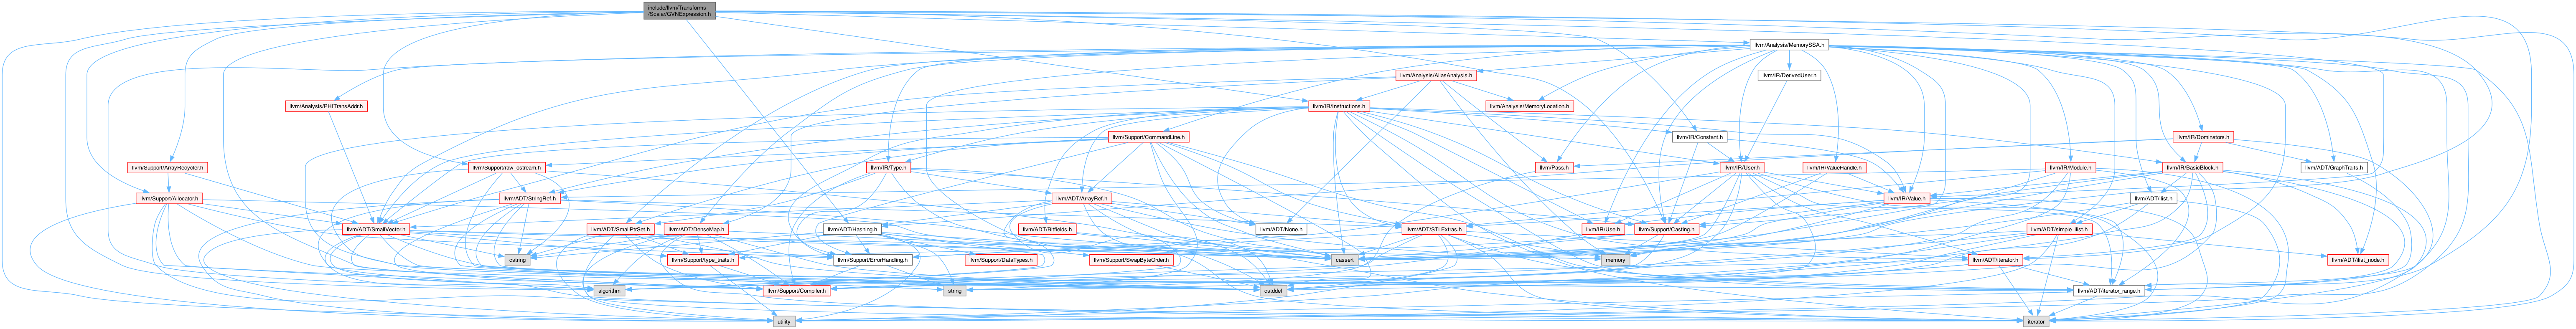 include/llvm/Transforms
/Scalar/GVNExpression.h
llvm/Analysis/MemorySSA.h
llvm/Analysis/AliasAnalysis.h
llvm/IR/DerivedUser.h
llvm/Analysis/PHITransAddr.h
llvm/IR/Instructions.h
llvm/Analysis/MemoryLocation.h
llvm/Support/CommandLine.h
llvm/IR/Constant.h
llvm/IR/Dominators.h
llvm/Support/ArrayRecycler.h
llvm/Support/raw_ostream.h
llvm/IR/Type.h
llvm/Pass.h
llvm/IR/User.h
llvm/IR/ValueHandle.h
llvm/IR/Module.h
llvm/IR/BasicBlock.h
llvm/ADT/GraphTraits.h
llvm/Support/Allocator.h
llvm/ADT/StringRef.h
llvm/ADT/ArrayRef.h
llvm/IR/Value.h
llvm/ADT/ilist.h
llvm/ADT/SmallVector.h
llvm/ADT/SmallPtrSet.h
llvm/ADT/DenseMap.h
llvm/ADT/Hashing.h
llvm/ADT/Bitfields.h
llvm/ADT/None.h
llvm/ADT/STLExtras.h
llvm/IR/Use.h
llvm/Support/Casting.h
llvm/ADT/simple_ilist.h
cstring
llvm/Support/type_traits.h
llvm/Support/ErrorHandling.h
llvm/Support/DataTypes.h
llvm/Support/SwapByteOrder.h
cassert
memory
llvm/ADT/iterator.h
llvm/ADT/ilist_node.h
algorithm
llvm/Support/Compiler.h
string
cstddef
llvm/ADT/iterator_range.h
utility
iterator